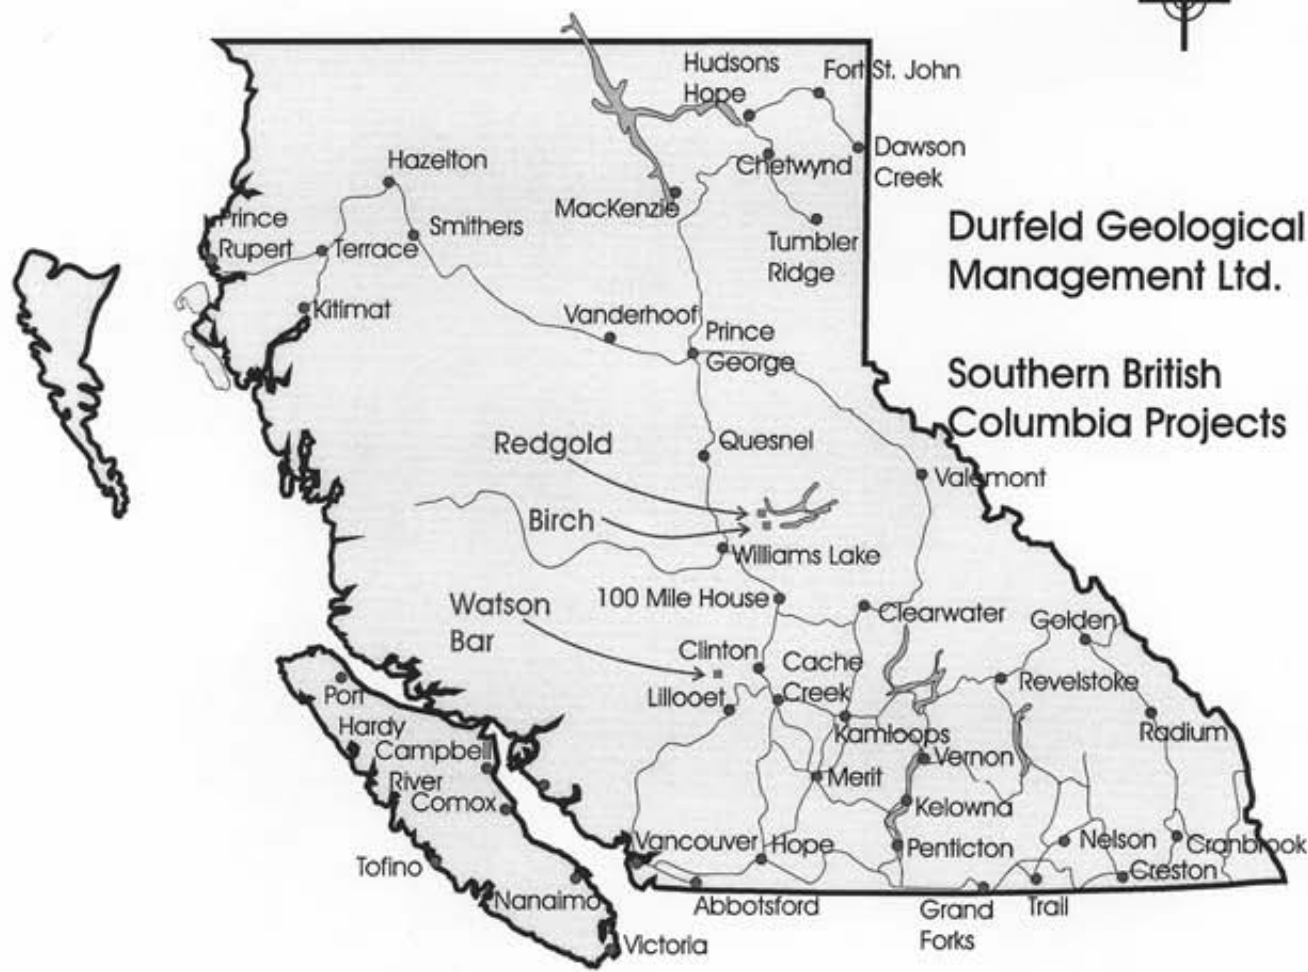 Hudsons
Hope
Fort St. John
Chetwynd
Dawson
Creek
Hazelton
MacKenzie
Prince
Rupert
Terrace
Smithers
Tumbler
Ridge
Durfeld Geological
Management Ltd.
Kitimat
Vanderhoof
Prince
George
Southern British
Columbia Projects
Redgold
Quesnel
Valemont
Birch
Williams Lake
Watson
Bar
100 Mile House
Clearwater
Golden
Clinton
Cache
Creek
Lillooet
Revelstoke
Port
Hardy
Kamloops
Radium
Campbell
River
Vernon
Merit
Comox
Kelowna
Vancouver
Hope
Penticton
Nelson
Cranbrook
Tofino
Creston
Nanaimo
Abbotsford
Grand
Forks
Trail
Victoria